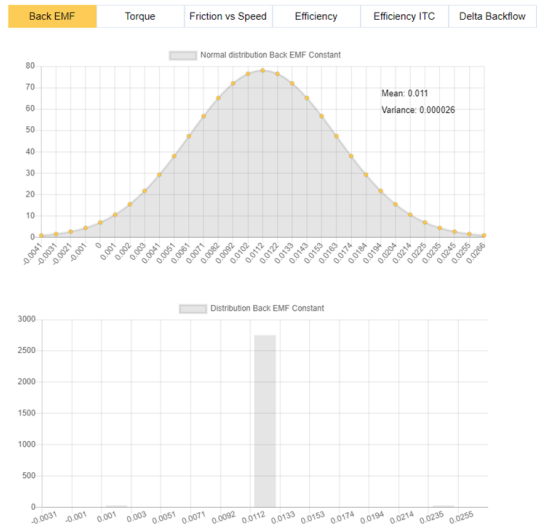 Back EMF Torque Friction vs Speed Efficiency Efficiency ITC Delta Backflow
Normal distribution Back EMF Constant
80
Mean: 0.011
70
Variance: 0.000026
60
50
40
30
20
10
0
-0.0041 -0.0031 -0.0021 -0.001 0 0.001 0.002 0.003 0.0041 0.0051 0.0061 0.0071 0.0082 0.0092 0.0102 0.0112 0.0122 0.0133 0.0143 0.0153 0.0163 0.0174 0.0184 0.0194 0.0204 0.0214 0.0225 0.0235 0.0245 0.0255 0.0266
Distribution Back EMF Constant
3000
2500
2000
1500
1000
500
0
-0.0031 -0.001 0.001 0.003 0.0051 0.0071 0.0092 0.0112 0.0133 0.0153 0.0174 0.0194 0.0214 0.0235 0.0255